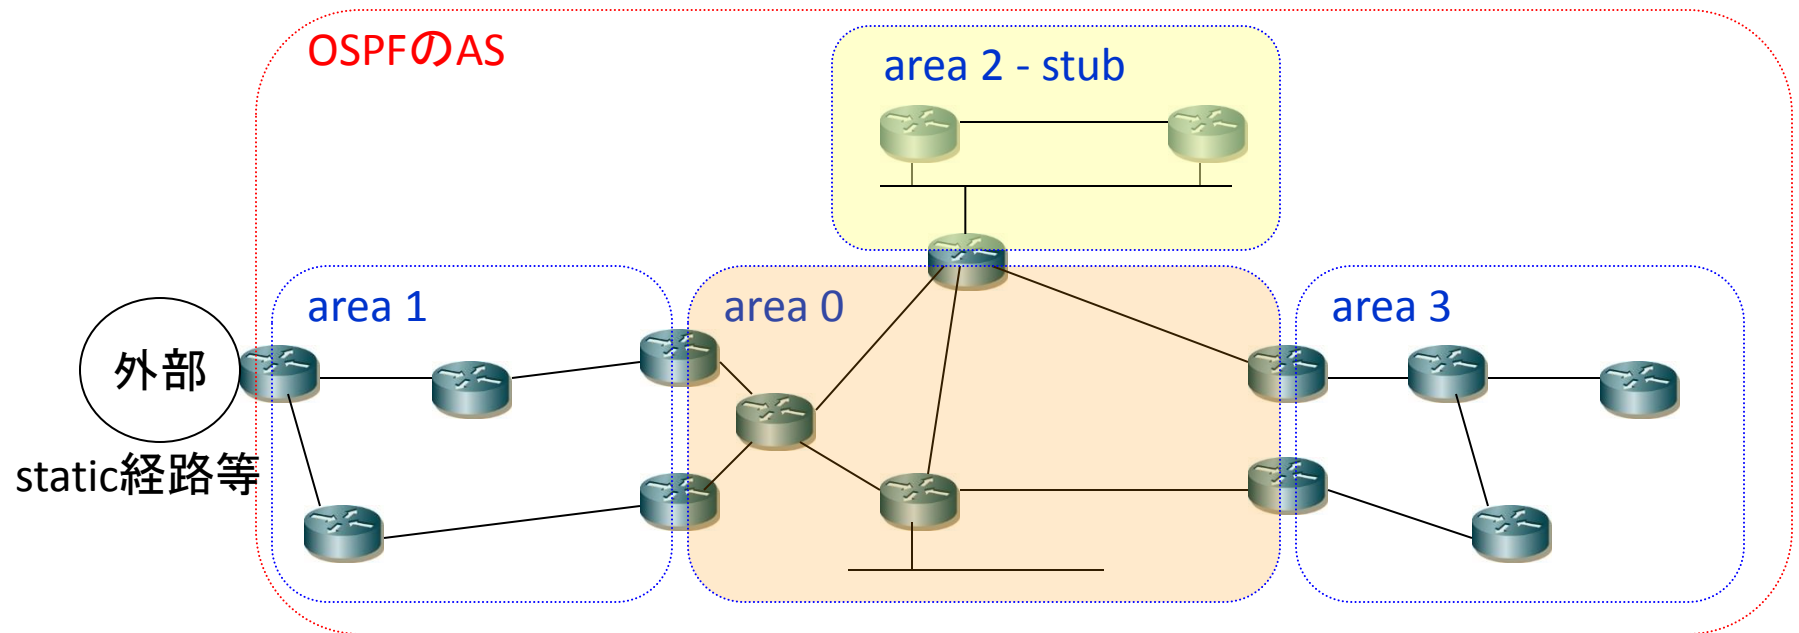 OSPFのAS
area 2 - stub
area 1
area 0
area 3
外部
static経路等